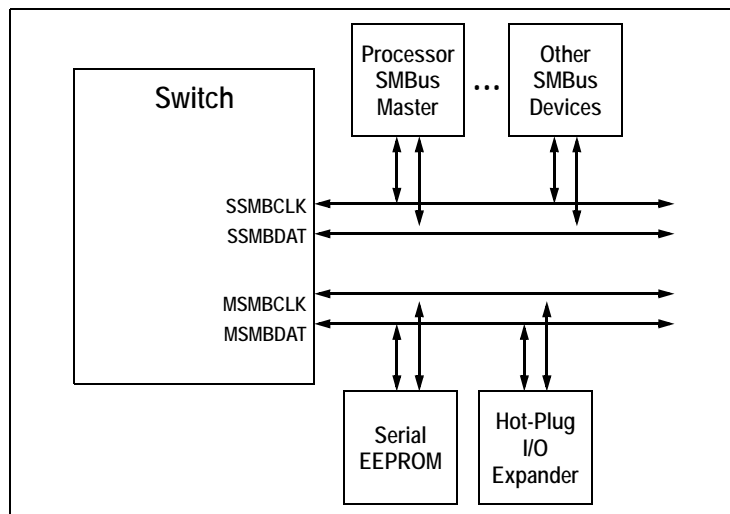 Processor
SMBus
Master
...
Other
SMBus
Devices
Switch
SSMBCLK
SSMBDAT
MSMBCLK
MSMBDAT
Serial
EEPROM
Hot-Plug
I/O
Expander